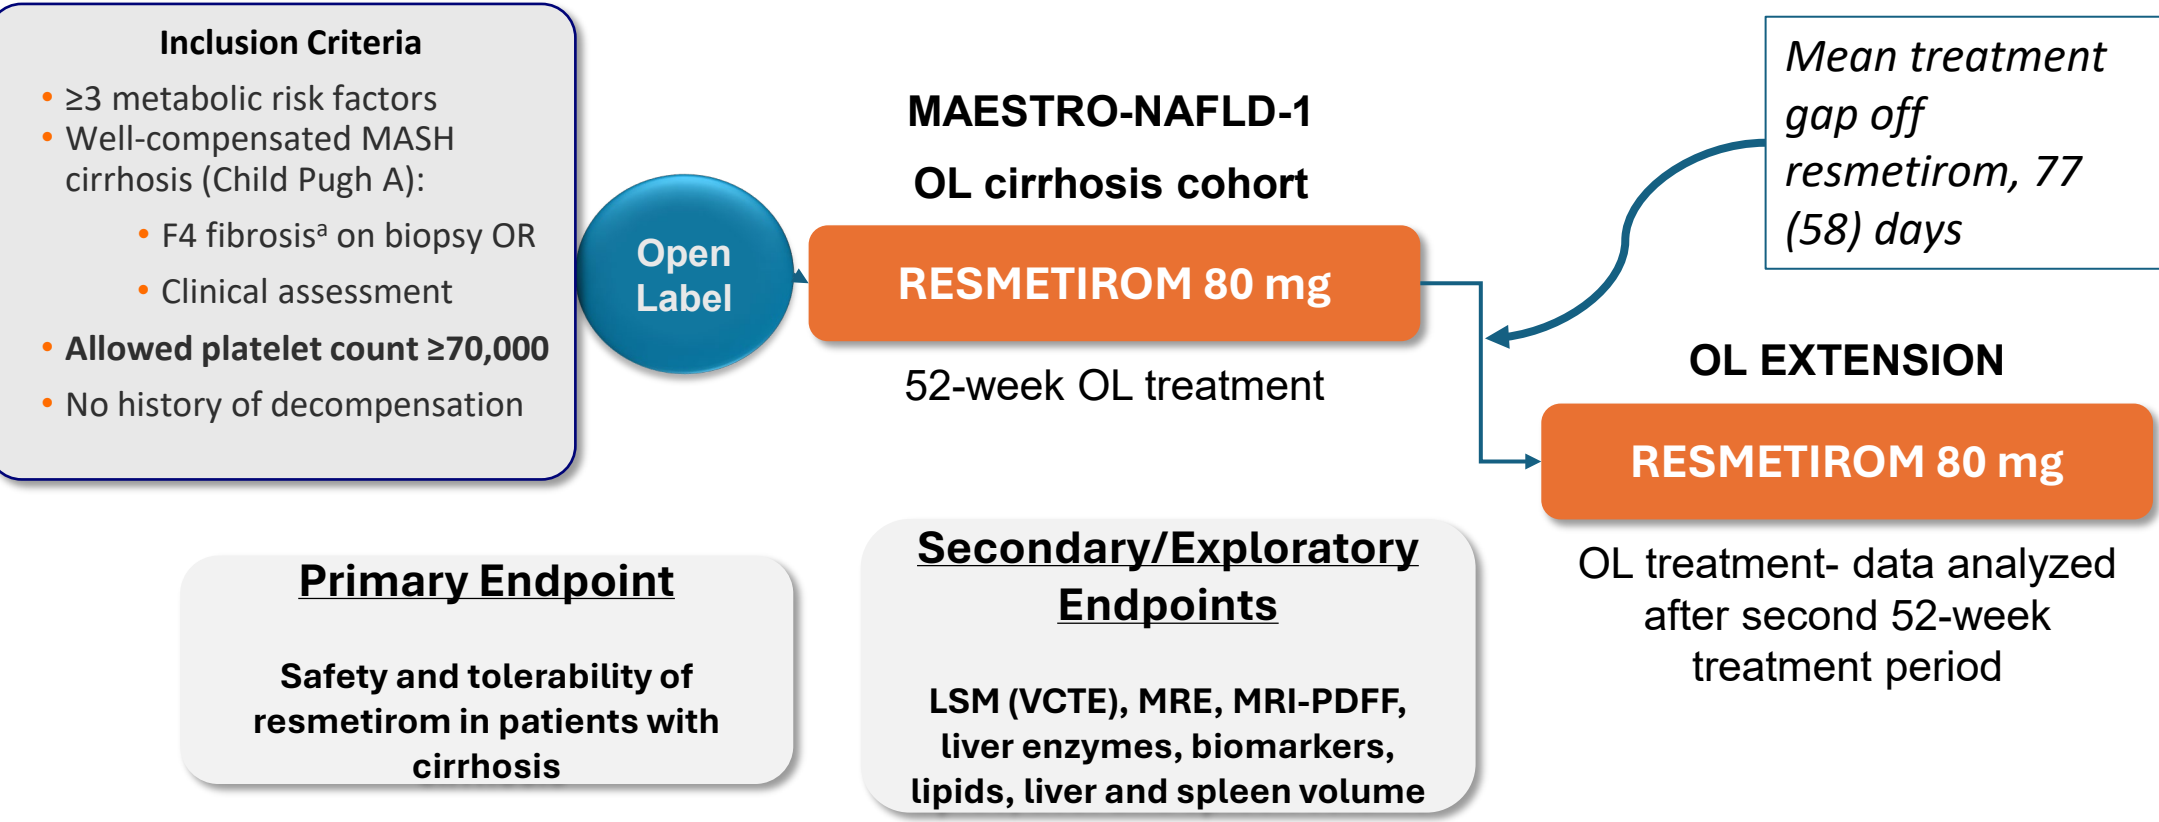 Inclusion Criteria
• ≥3 metabolic risk factors
• Well-compensated MASH
cirrhosis (Child Pugh A):
• F4 fibrosisᵃ on biopsy OR
• Clinical assessment
• Allowed platelet count ≥70,000
• No history of decompensation
Open
Label
MAESTRO-NAFLD-1
OL cirrhosis cohort
RESMETIROM 80 mg
52-week OL treatment
Mean treatment
gap off
resmetirom, 77
(58) days
OL EXTENSION
RESMETIROM 80 mg
OL treatment- data analyzed
after second 52-week
treatment period
Primary Endpoint
Safety and tolerability of
resmetirom in patients with
cirrhosis
Secondary/Exploratory
Endpoints
LSM (VCTE), MRE, MRI-PDFF,
liver enzymes, biomarkers,
lipids, liver and spleen volume